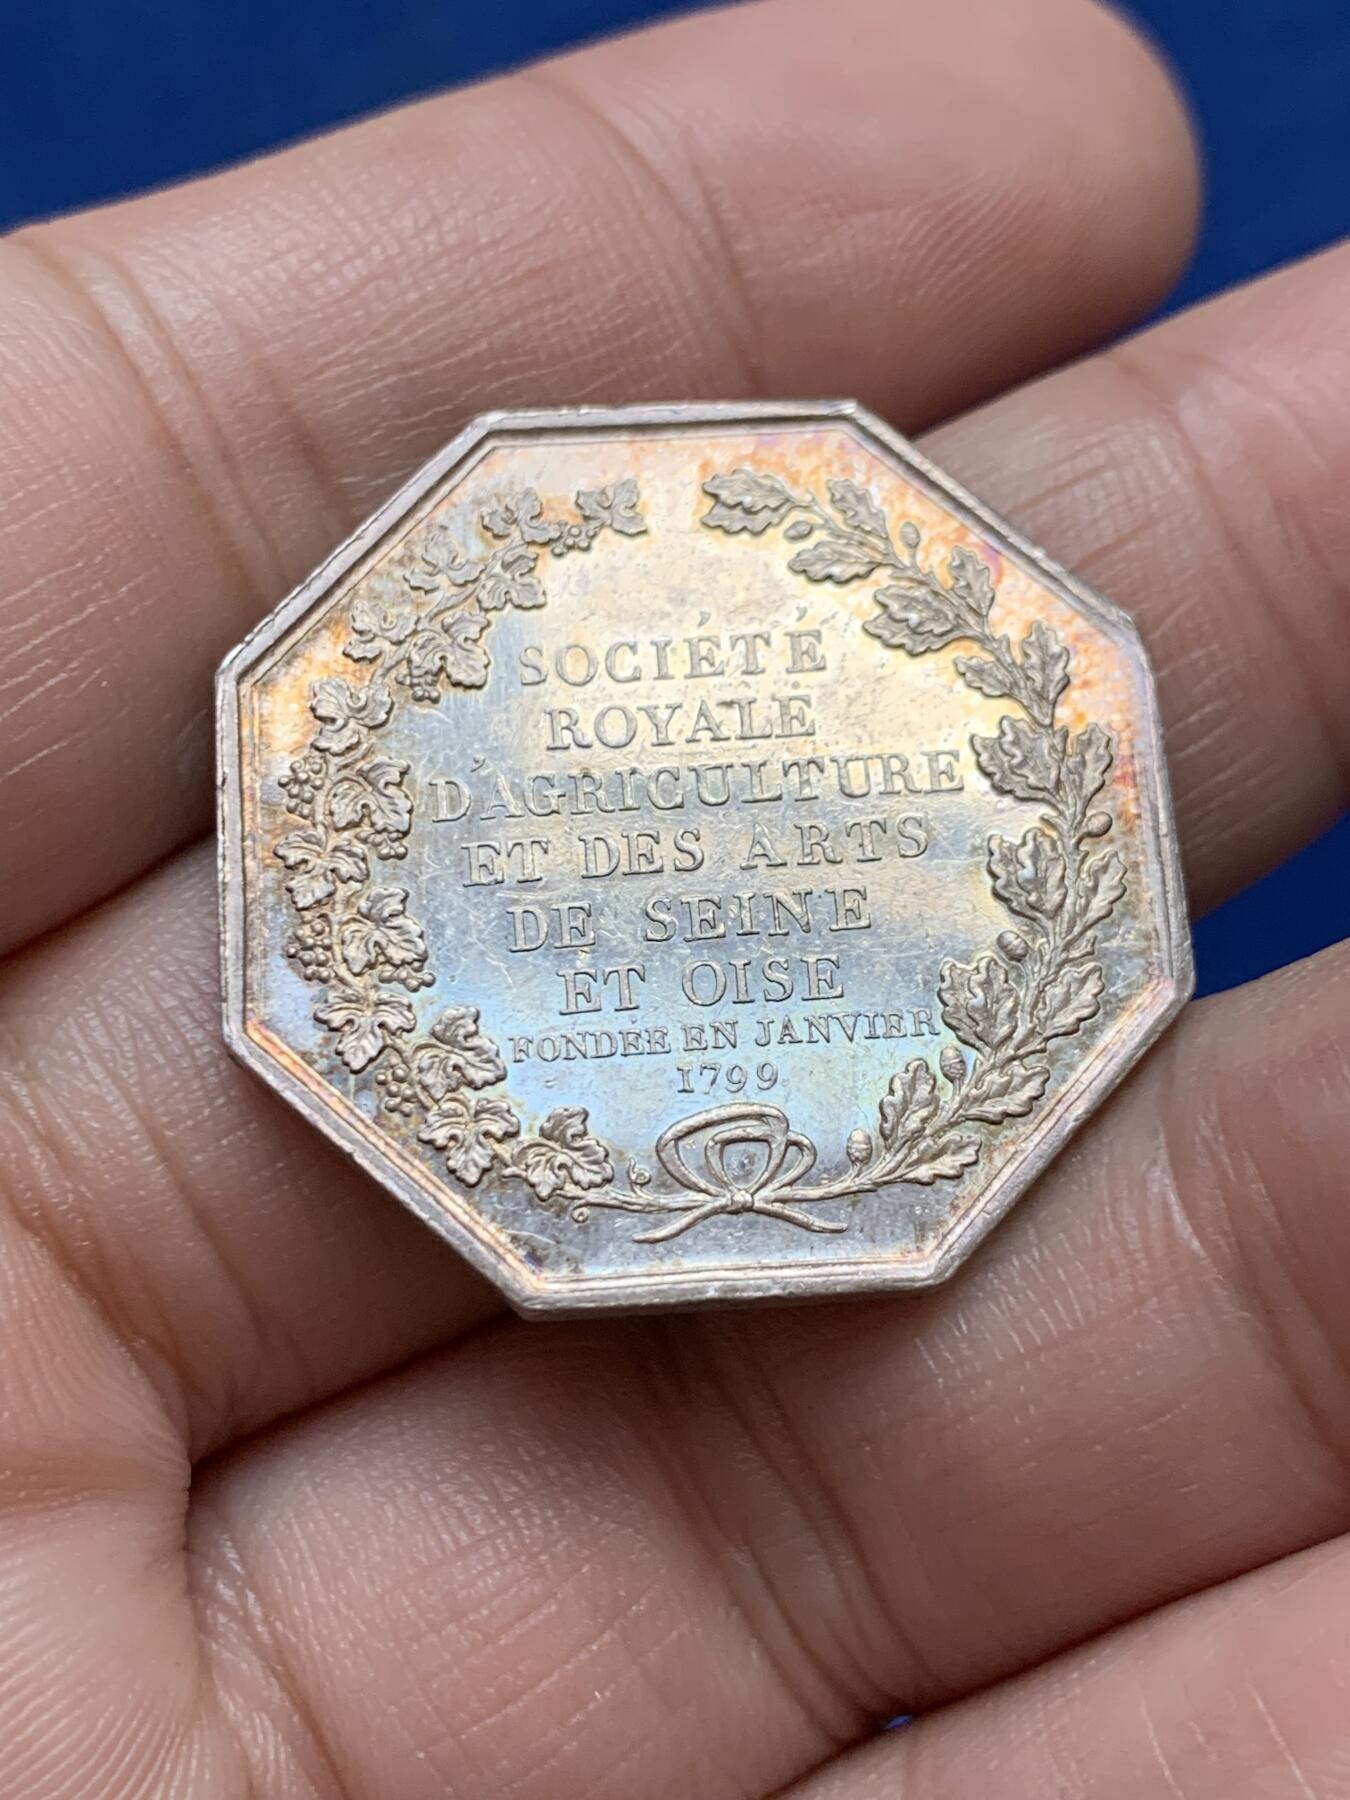 SOCIÉTÉ
ROYALE
D'AGRICULTURE
ET DES ARTS
DE SEINE
ET OISE
FONDÉE EN JANVIER
1799